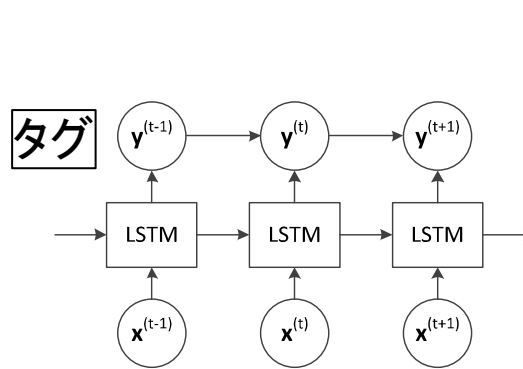 タグ
y(t-1) y(t) y(t+1)
LSTM LSTM LSTM
x(t-1) x(t) x(t+1)